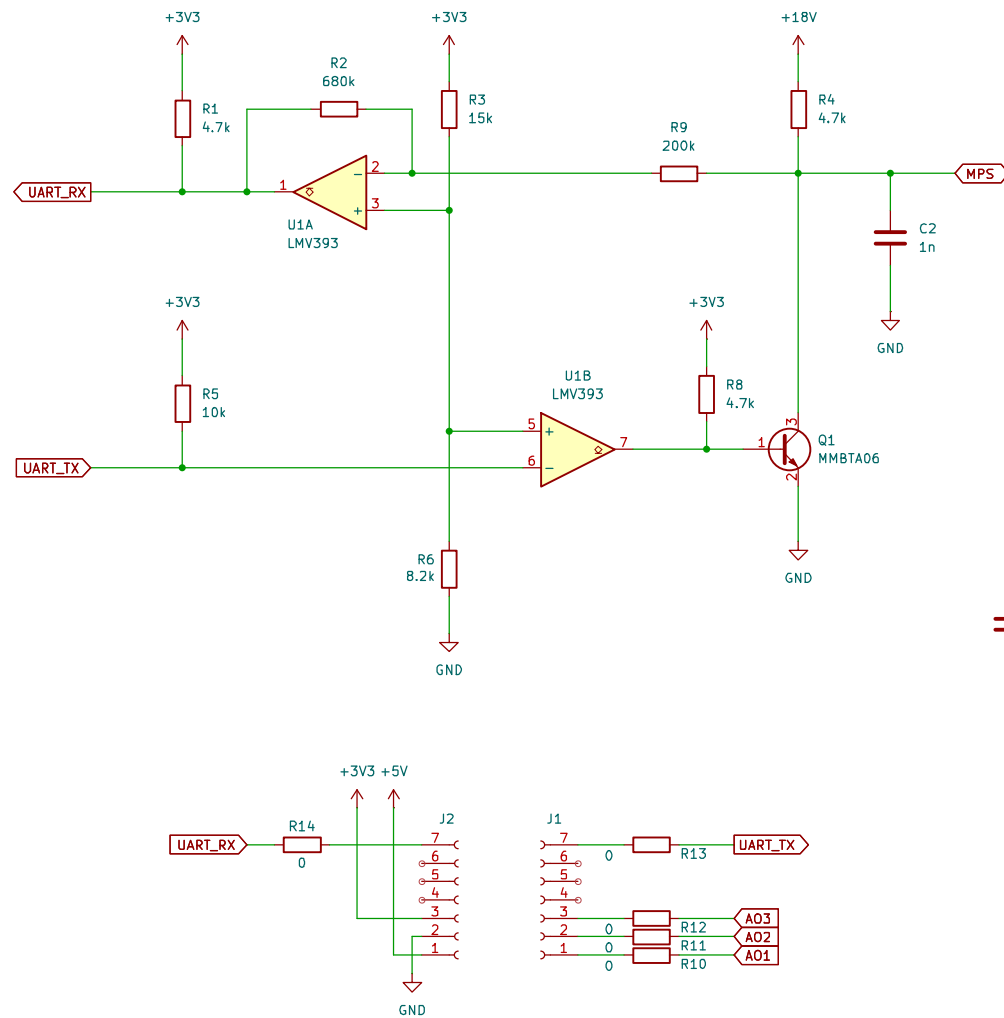 +3V3
+3V3
+18V
R2
680k
R1
4.7k
R3
15k
R4
4.7k
R9
200k
2
1
3
UART_RX
MPS
U1A
LMV393
C2
1n
GND
+3V3
+3V3
U1B
LMV393
R5
10k
R8
4.7k
5
7
6
UART_TX
1
3
2
Q1
MMBTA06
R6
8.2k
GND
GND
+3V3 +5V
J2
J1
UART_RX
R14
0
7
6
5
4
3
2
1
7
6
5
4
3
2
1
0
R13
UART_TX
0
R12
AO3
0
R11
AO2
0
R10
AO1
GND